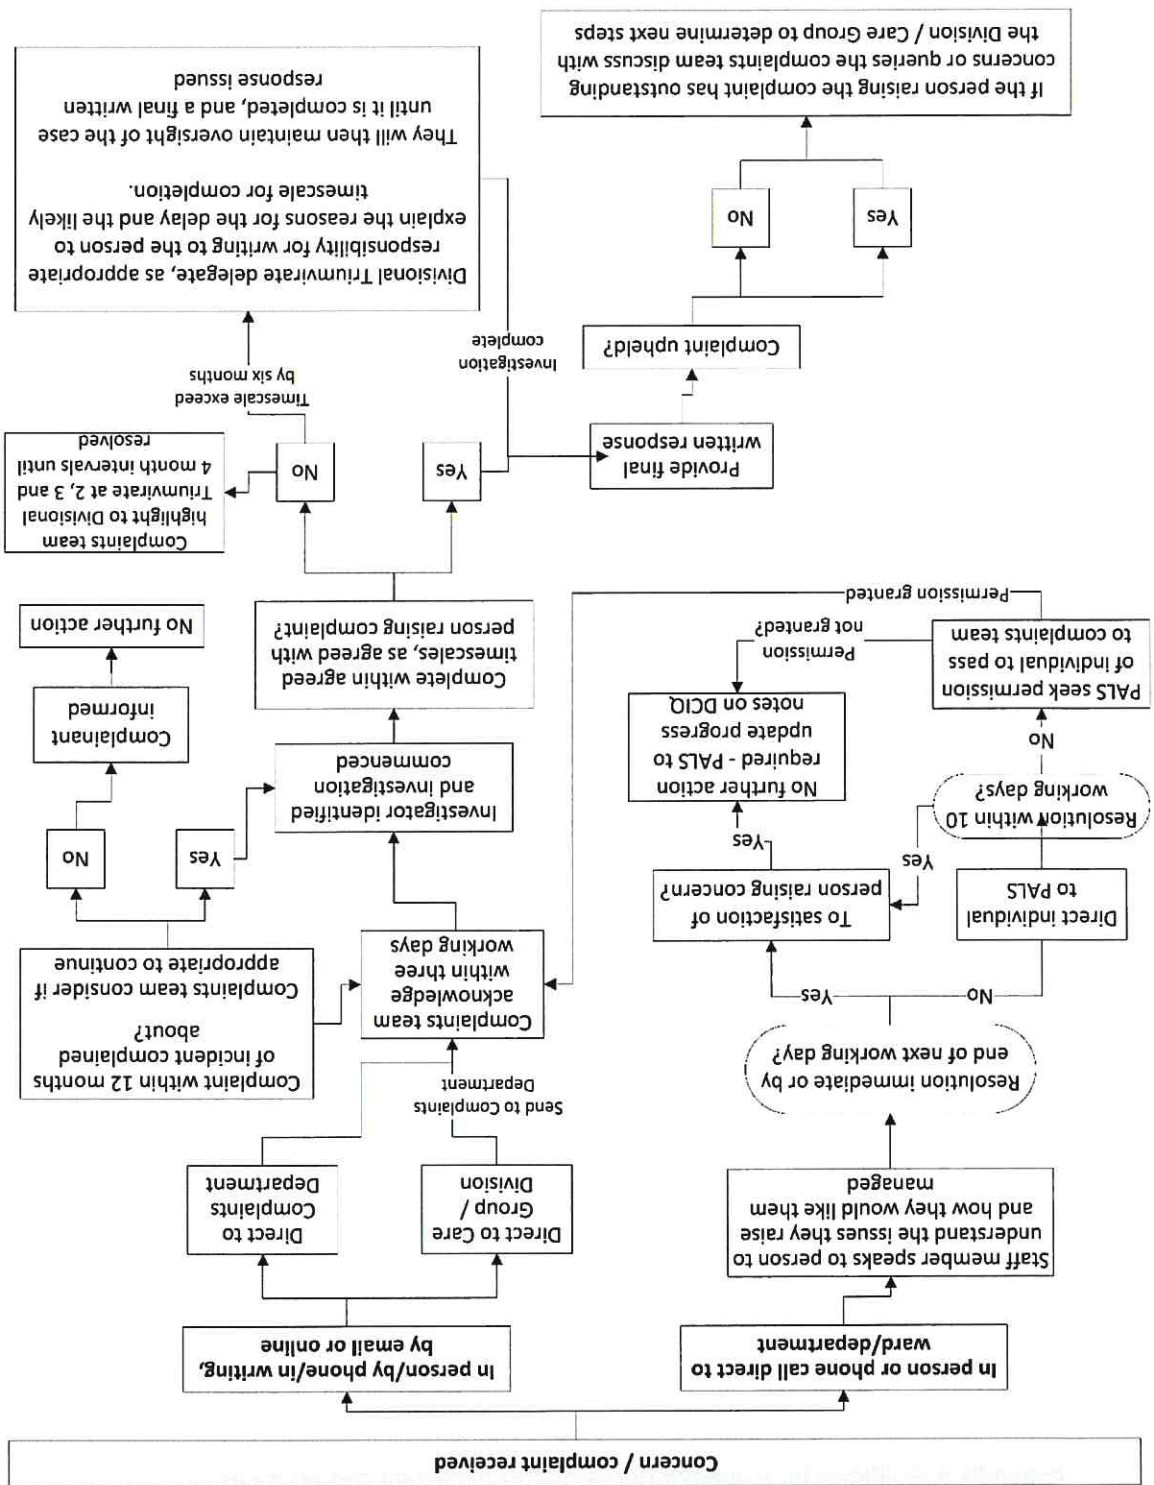 Concern / complaint received
In person or phone call direct to
ward/department
In person/by phone/in writing,
by email or online
Staff member speaks to person to
understand the issues they raise
and how they would like them
managed
Direct to Care
Group /
Division
Direct to
Complaints
Department
Send to Complaints
Department
Resolution immediate or by
end of next working day?
No
Yes
Complaints team
acknowledge
within three
working days
Complaint within 12 months
of incident complained
about?
Complaints team consider if
appropriate to continue
Direct individual
to PALS
To satisfaction of
person raising concern?
Yes
No
Yes
Yes
Resolution within 10
working days?
No
No further action
required - PALS to
update progress
notes on DCIQ
Investigator identified
and investigation
commenced
Complainant
informed
No further action
PALS seek permission
of individual to pass
to complaints team
Permission
not granted?
Permission granted
Complete within agreed
timescales, as agreed with
person raising complaint?
Yes
No
Complaints team
highlight to Divisional
Triumvirate at 2, 3 and
4 month intervals until
resolved
Timescale exceed
by six months
Provide final
written response
Investigation
complete
Complaint upheld?
Yes
No
Divisional Triumvirate delegate, as appropriate
responsibility for writing to the person to
explain the reasons for the delay and the likely
timescale for completion.
They will then maintain oversight of the case
until it is completed, and a final written
response issued
If the person raising the complaint has outstanding
concerns or queries the complaints team discuss with
the Division / Care Group to determine next steps